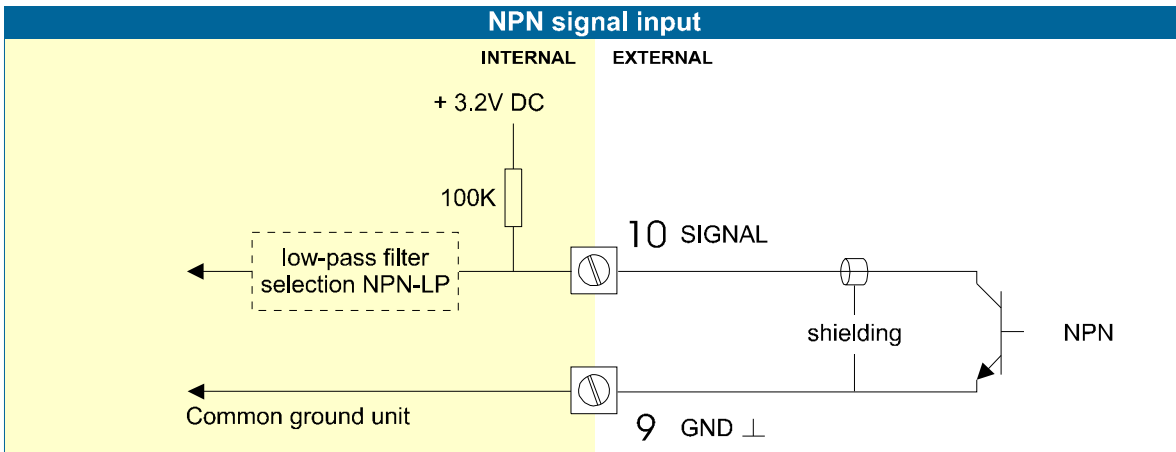 NPN signal input
INTERNAL EXTERNAL
+ 3.2V DC
100K
10 SIGNAL
low-pass filter
selection NPN-LP
shielding
NPN
Common ground unit
9 GND ⊥